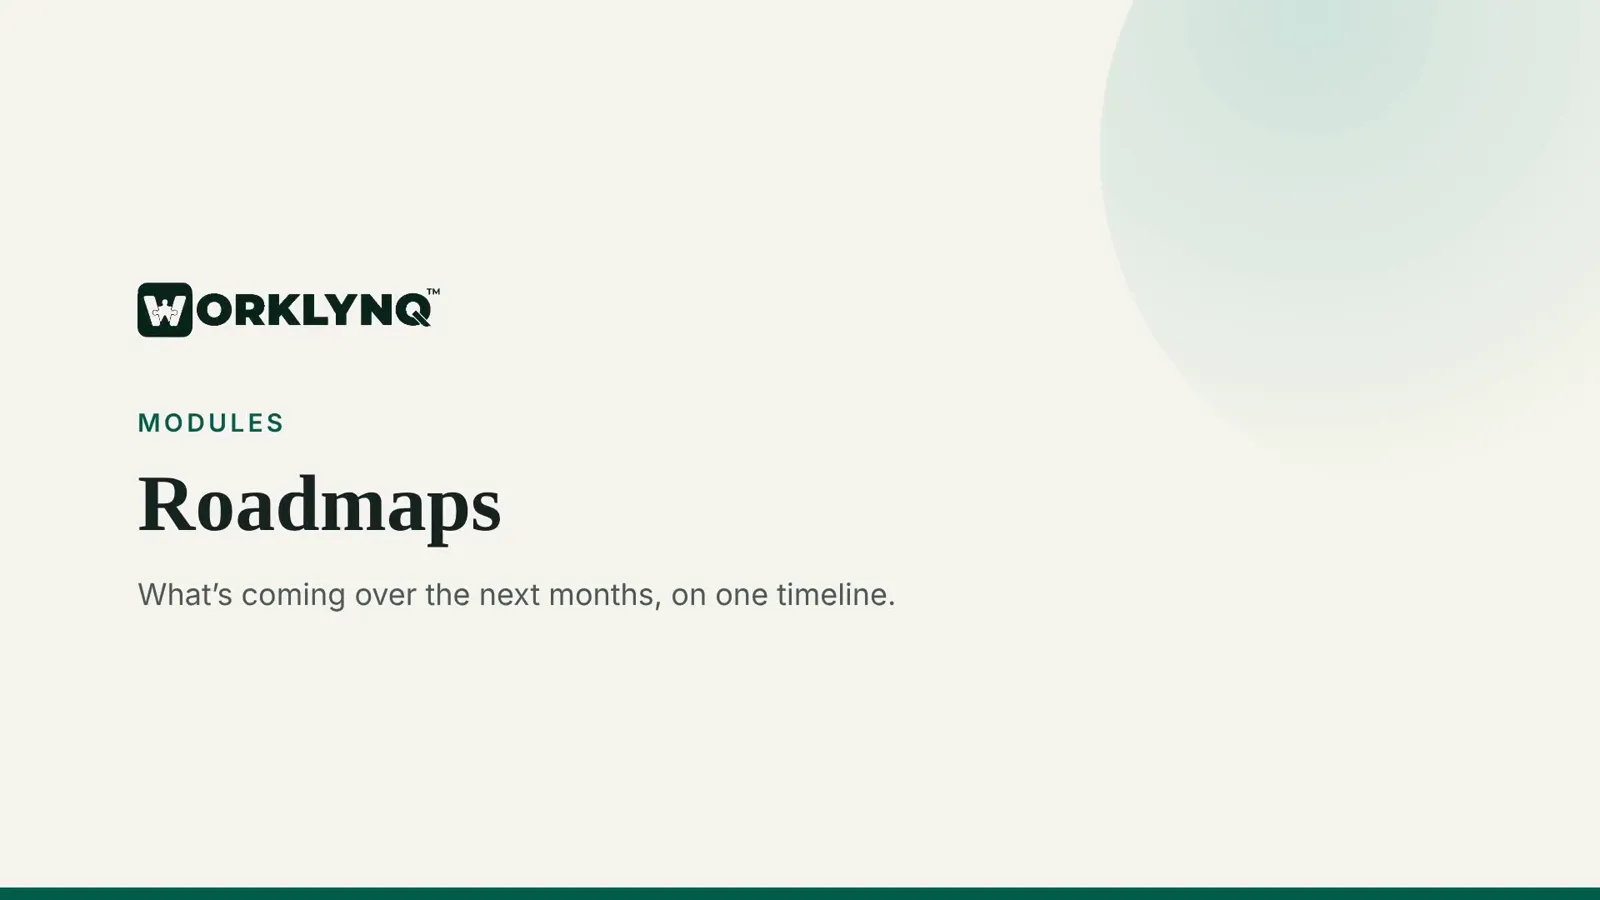 WORKLYNQ™
MODULES
Roadmaps
What’s coming over the next months, on one timeline.